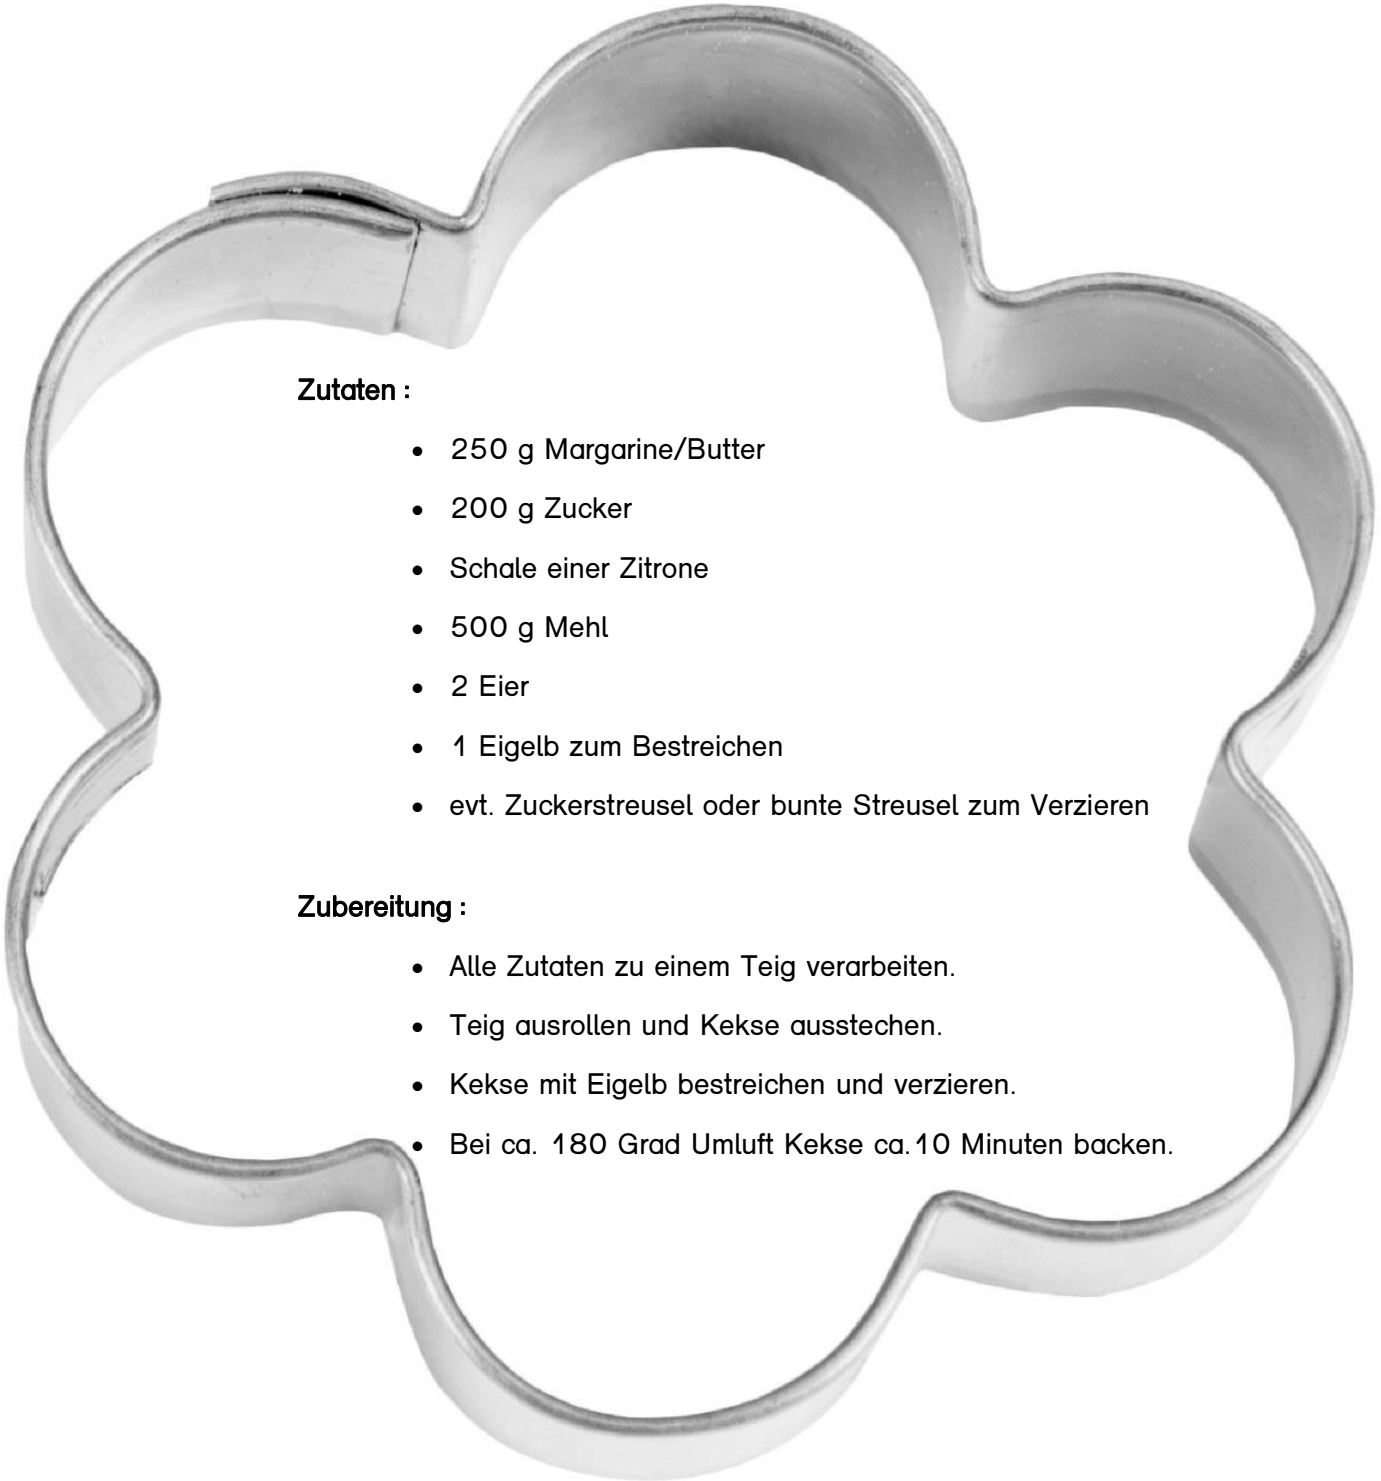 Zutaten :
• 250 g Margarine/Butter
• 200 g Zucker
• Schale einer Zitrone
• 500 g Mehl
• 2 Eier
• 1 Eigelb zum Bestreichen
• evt. Zuckerstreusel oder bunte Streusel zum Verzieren
Zubereitung :
• Alle Zutaten zu einem Teig verarbeiten.
• Teig ausrollen und Kekse ausstechen.
• Kekse mit Eigelb bestreichen und verzieren.
• Bei ca. 180 Grad Umluft Kekse ca.10 Minuten backen.